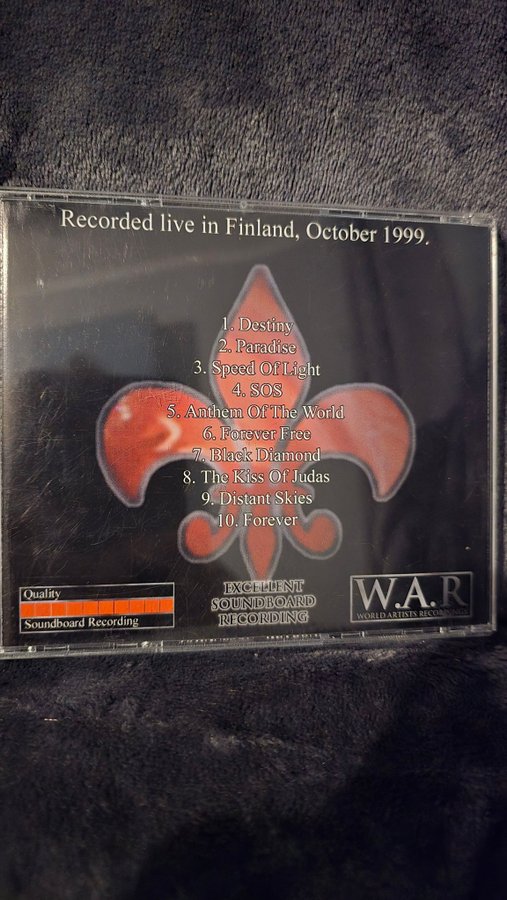 Recorded live in Finland, October 1999.
1. Destiny
2. Paradise
3. Speed Of Light
4. SOS
5. Anthem Of The World
6. Forever Free
7. Black Diamond
8. The Kiss Of Judas
9. Distant Skies
10. Forever
Quality
Soundboard Recording
EXCELLENT
SOUNDBOARD
RECORDING
W.A.R
WORLD ARTISTS RECORDINGS